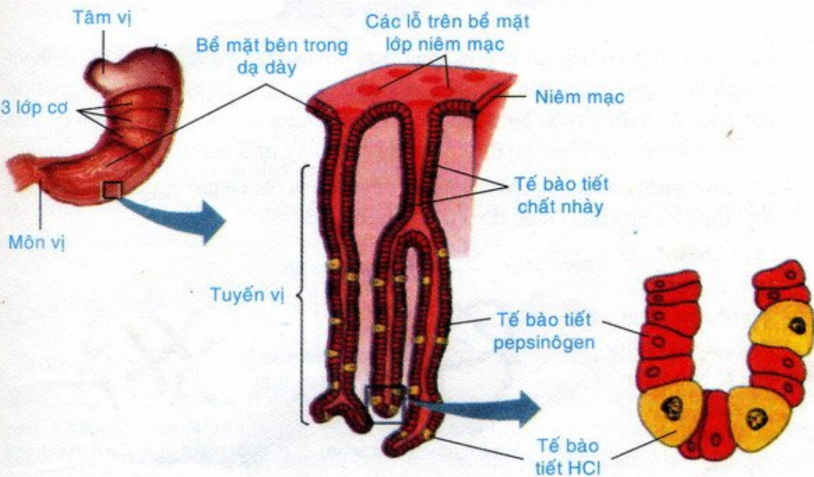 Tâm vị
Bề mặt bên trong
dạ dày
Các lỗ trên bề mặt
lớp niêm mạc
3 lớp cơ
Niêm mạc
Tế bào tiết
chất nhày
Môn vị
Tuyến vị
Tế bào tiết
pepsinôgen
Tế bào
tiết HCl